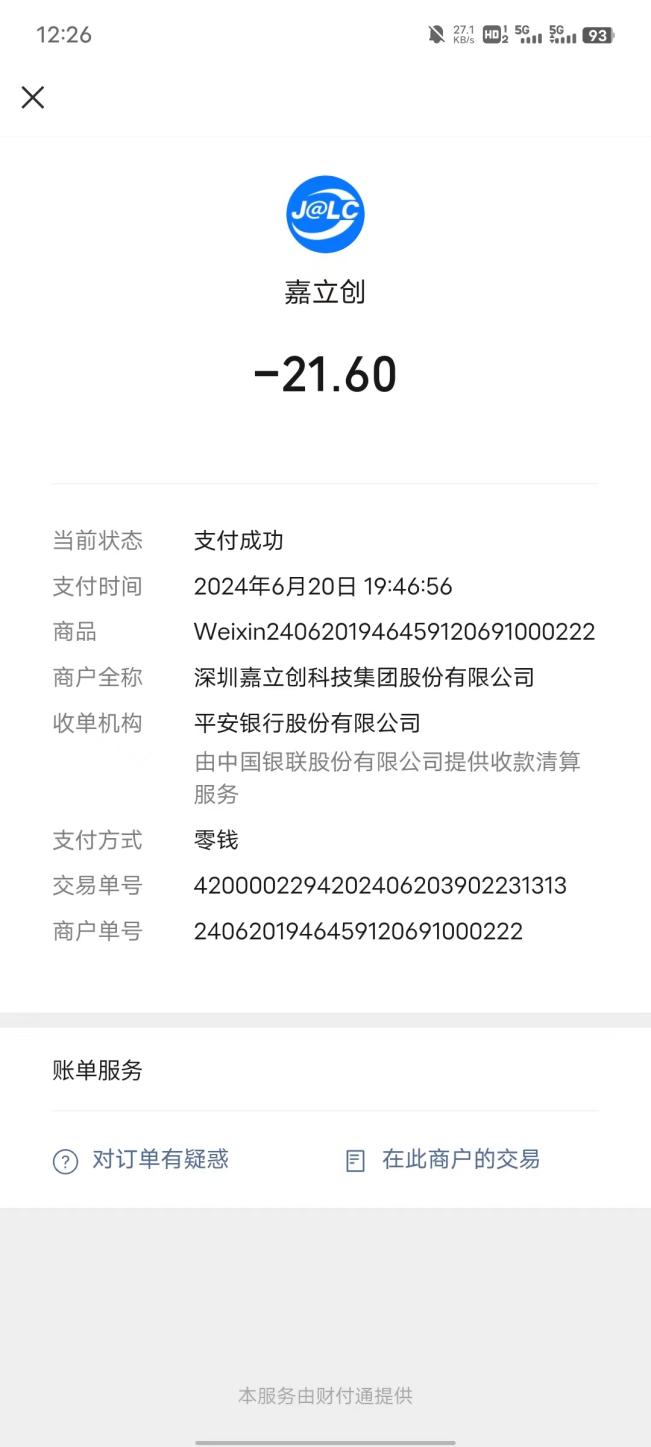 12:26
27.1 KB/s HD 1 2 5G 5G 93
J@LC
嘉立创
-21.60
当前状态 支付成功
支付时间 2024年6月20日 19:46:56
商品 Weixin2406201946459120691000222
商户全称 深圳嘉立创科技集团股份有限公司
收单机构 平安银行股份有限公司
由中国银联股份有限公司提供收款清算
服务
支付方式 零钱
交易单号 4200002294202406203902231313
商户单号 2406201946459120691000222
账单服务
? 对订单有疑惑 在此商户的交易
本服务由财付通提供